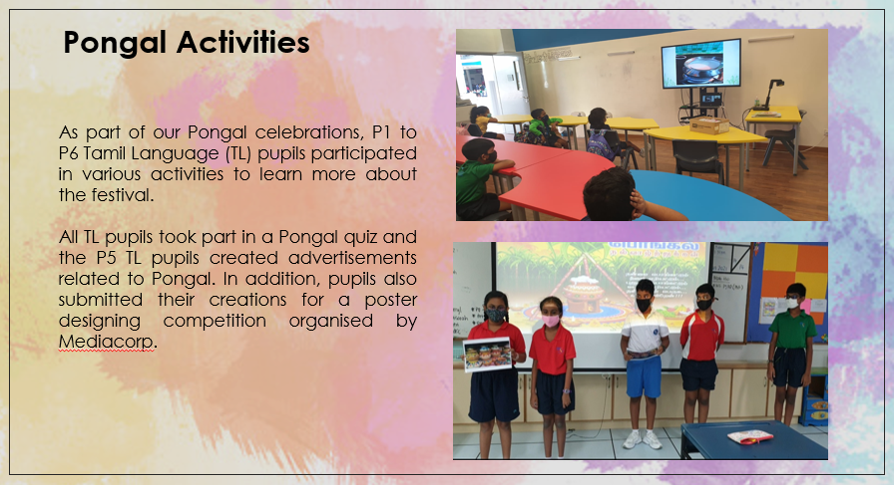 Pongal Activities
As part of our Pongal celebrations, P1 to
P6 Tamil Language (TL) pupils participated
in various activities to learn more about
the festival.
All TL pupils took part in a Pongal quiz and
the P5 TL pupils created advertisements
related to Pongal. In addition, pupils also
submitted their creations for a poster
designing competition organised by
Mediacorp.
பொங்கல்